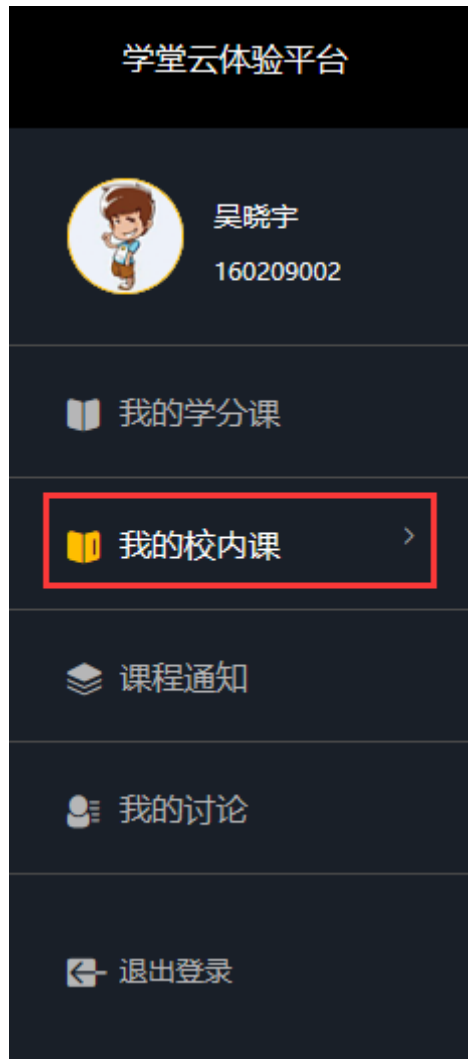 学堂云体验平台
吴晓宇
160209002
我的学分课
我的校内课
课程通知
我的讨论
退出登录